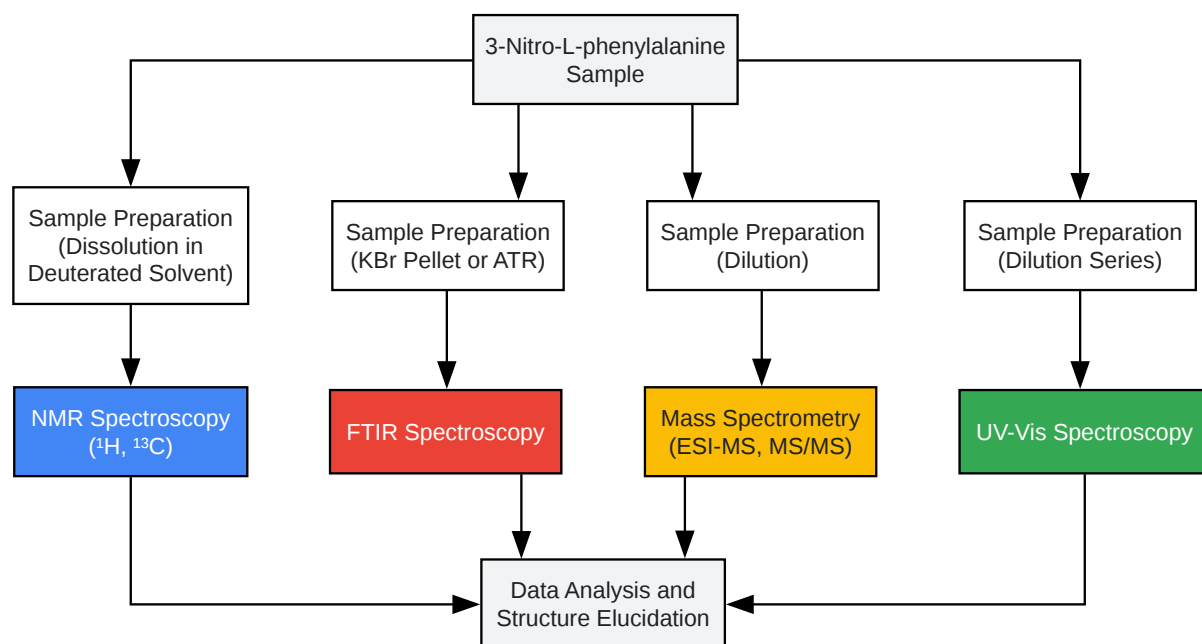 3-Nitro-L-phenylalanine
Sample
Sample Preparation
(Dissolution in
Deuterated Solvent)
Sample Preparation
(KBr Pellet or ATR)
Sample Preparation
(Dilution)
Sample Preparation
(Dilution Series)
NMR Spectroscopy
(¹H, ¹³C)
FTIR Spectroscopy
Mass Spectrometry
(ESI-MS, MS/MS)
UV-Vis Spectroscopy
Data Analysis and
Structure Elucidation